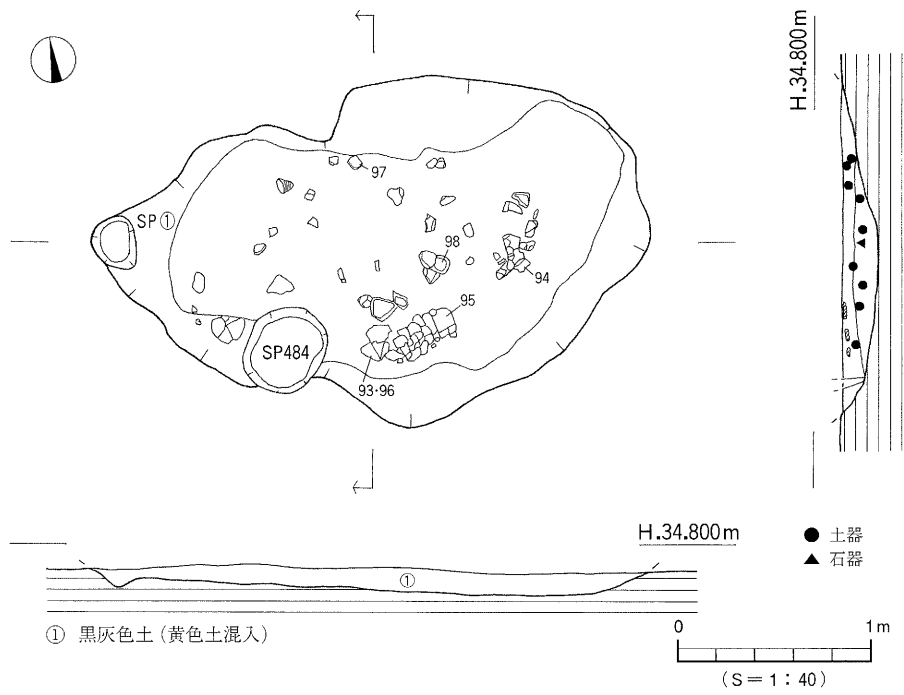 H.34.800m
97
SP①
98
94
95
SP484
93･96
H.34.800m
● 土器
▲ 石器
①
① 黒灰色土（黄色土混入）
0 1m
(S＝1：40)